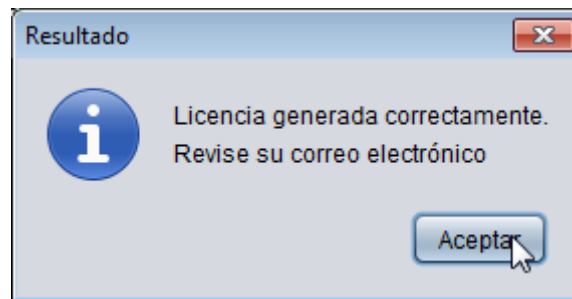 Resultado
Licencia generada correctamente.
Revise su correo electrónico
Aceptar